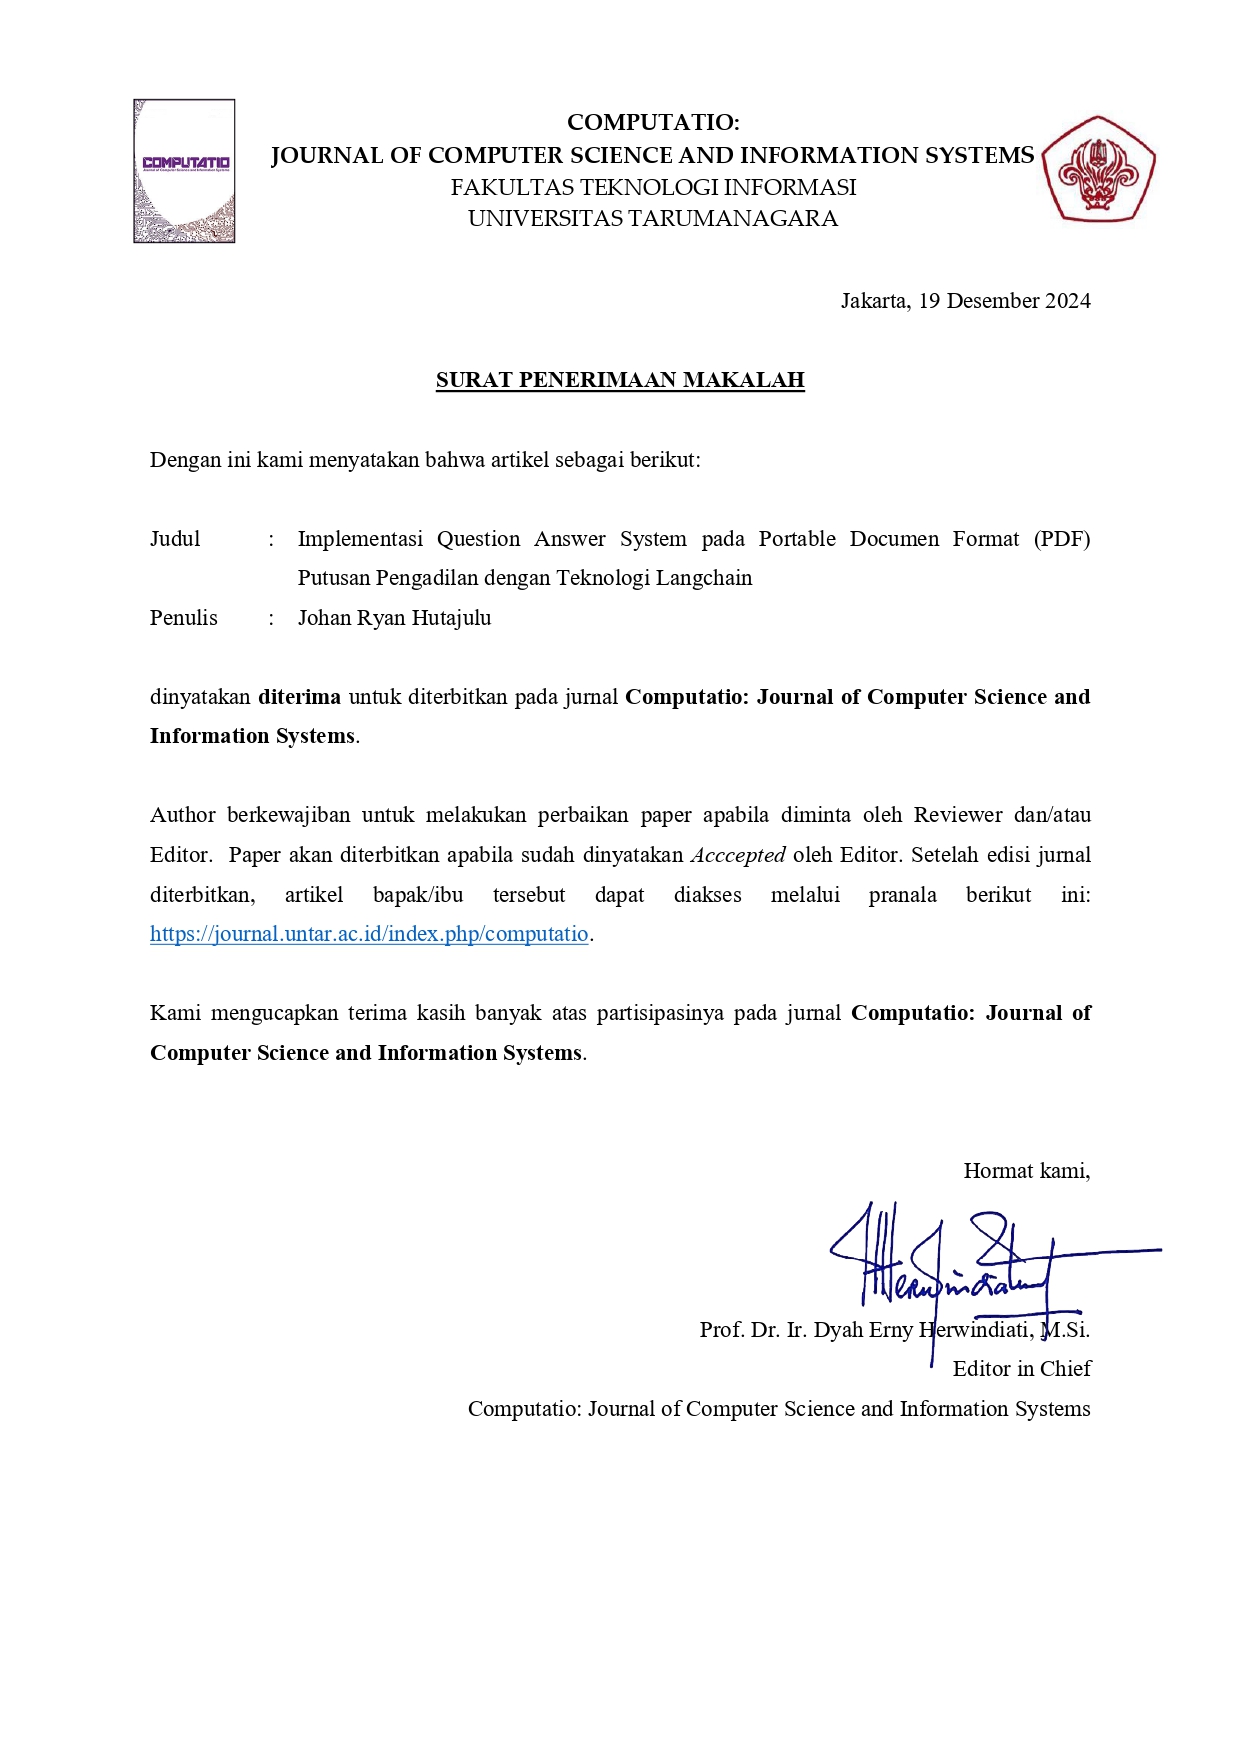 COMPUTATIO
Journal of Computer Science and Information Systems
COMPUTATIO:
JOURNAL OF COMPUTER SCIENCE AND INFORMATION SYSTEMS
FAKULTAS TEKNOLOGI INFORMASI
UNIVERSITAS TARUMANAGARA
Jakarta, 19 Desember 2024
SURAT PENERIMAAN MAKALAH
Dengan ini kami menyatakan bahwa artikel sebagai berikut:
Judul : Implementasi Question Answer System pada Portable Documen Format (PDF)
Putusan Pengadilan dengan Teknologi Langchain
Penulis : Johan Ryan Hutajulu
dinyatakan diterima untuk diterbitkan pada jurnal Computatio: Journal of Computer Science and
Information Systems.
Author berkewajiban untuk melakukan perbaikan paper apabila diminta oleh Reviewer dan/atau
Editor. Paper akan diterbitkan apabila sudah dinyatakan Acccepted oleh Editor. Setelah edisi jurnal
diterbitkan, artikel bapak/ibu tersebut dapat diakses melalui pranala berikut ini:
https://journal.untar.ac.id/index.php/computatio.
Kami mengucapkan terima kasih banyak atas partisipasinya pada jurnal Computatio: Journal of
Computer Science and Information Systems.
Hormat kami,
Prof. Dr. Ir. Dyah Erny Herwindiati, M.Si.
Editor in Chief
Computatio: Journal of Computer Science and Information Systems